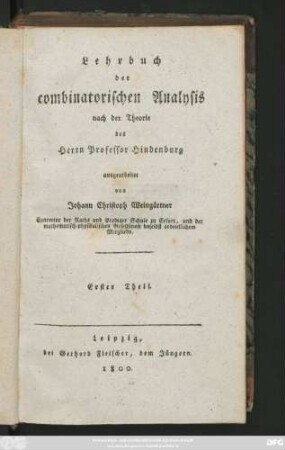 Lehrbuch
der
combinatorischen Analysis
nach der Theorie
des
Herrn Professor Hindenburg
ausgearbeitet
von
Johann Christoph Weingärtner
Conrector der Raths und Prediger Schule zu Erfurt, und der
mathematisch-physikalischen Gesellschaft daselbst ordentlichem
Mitgliede.
Erster Theil.
Leipzig,
bei Gerhard Fleischer, dem Jüngern.
1800.